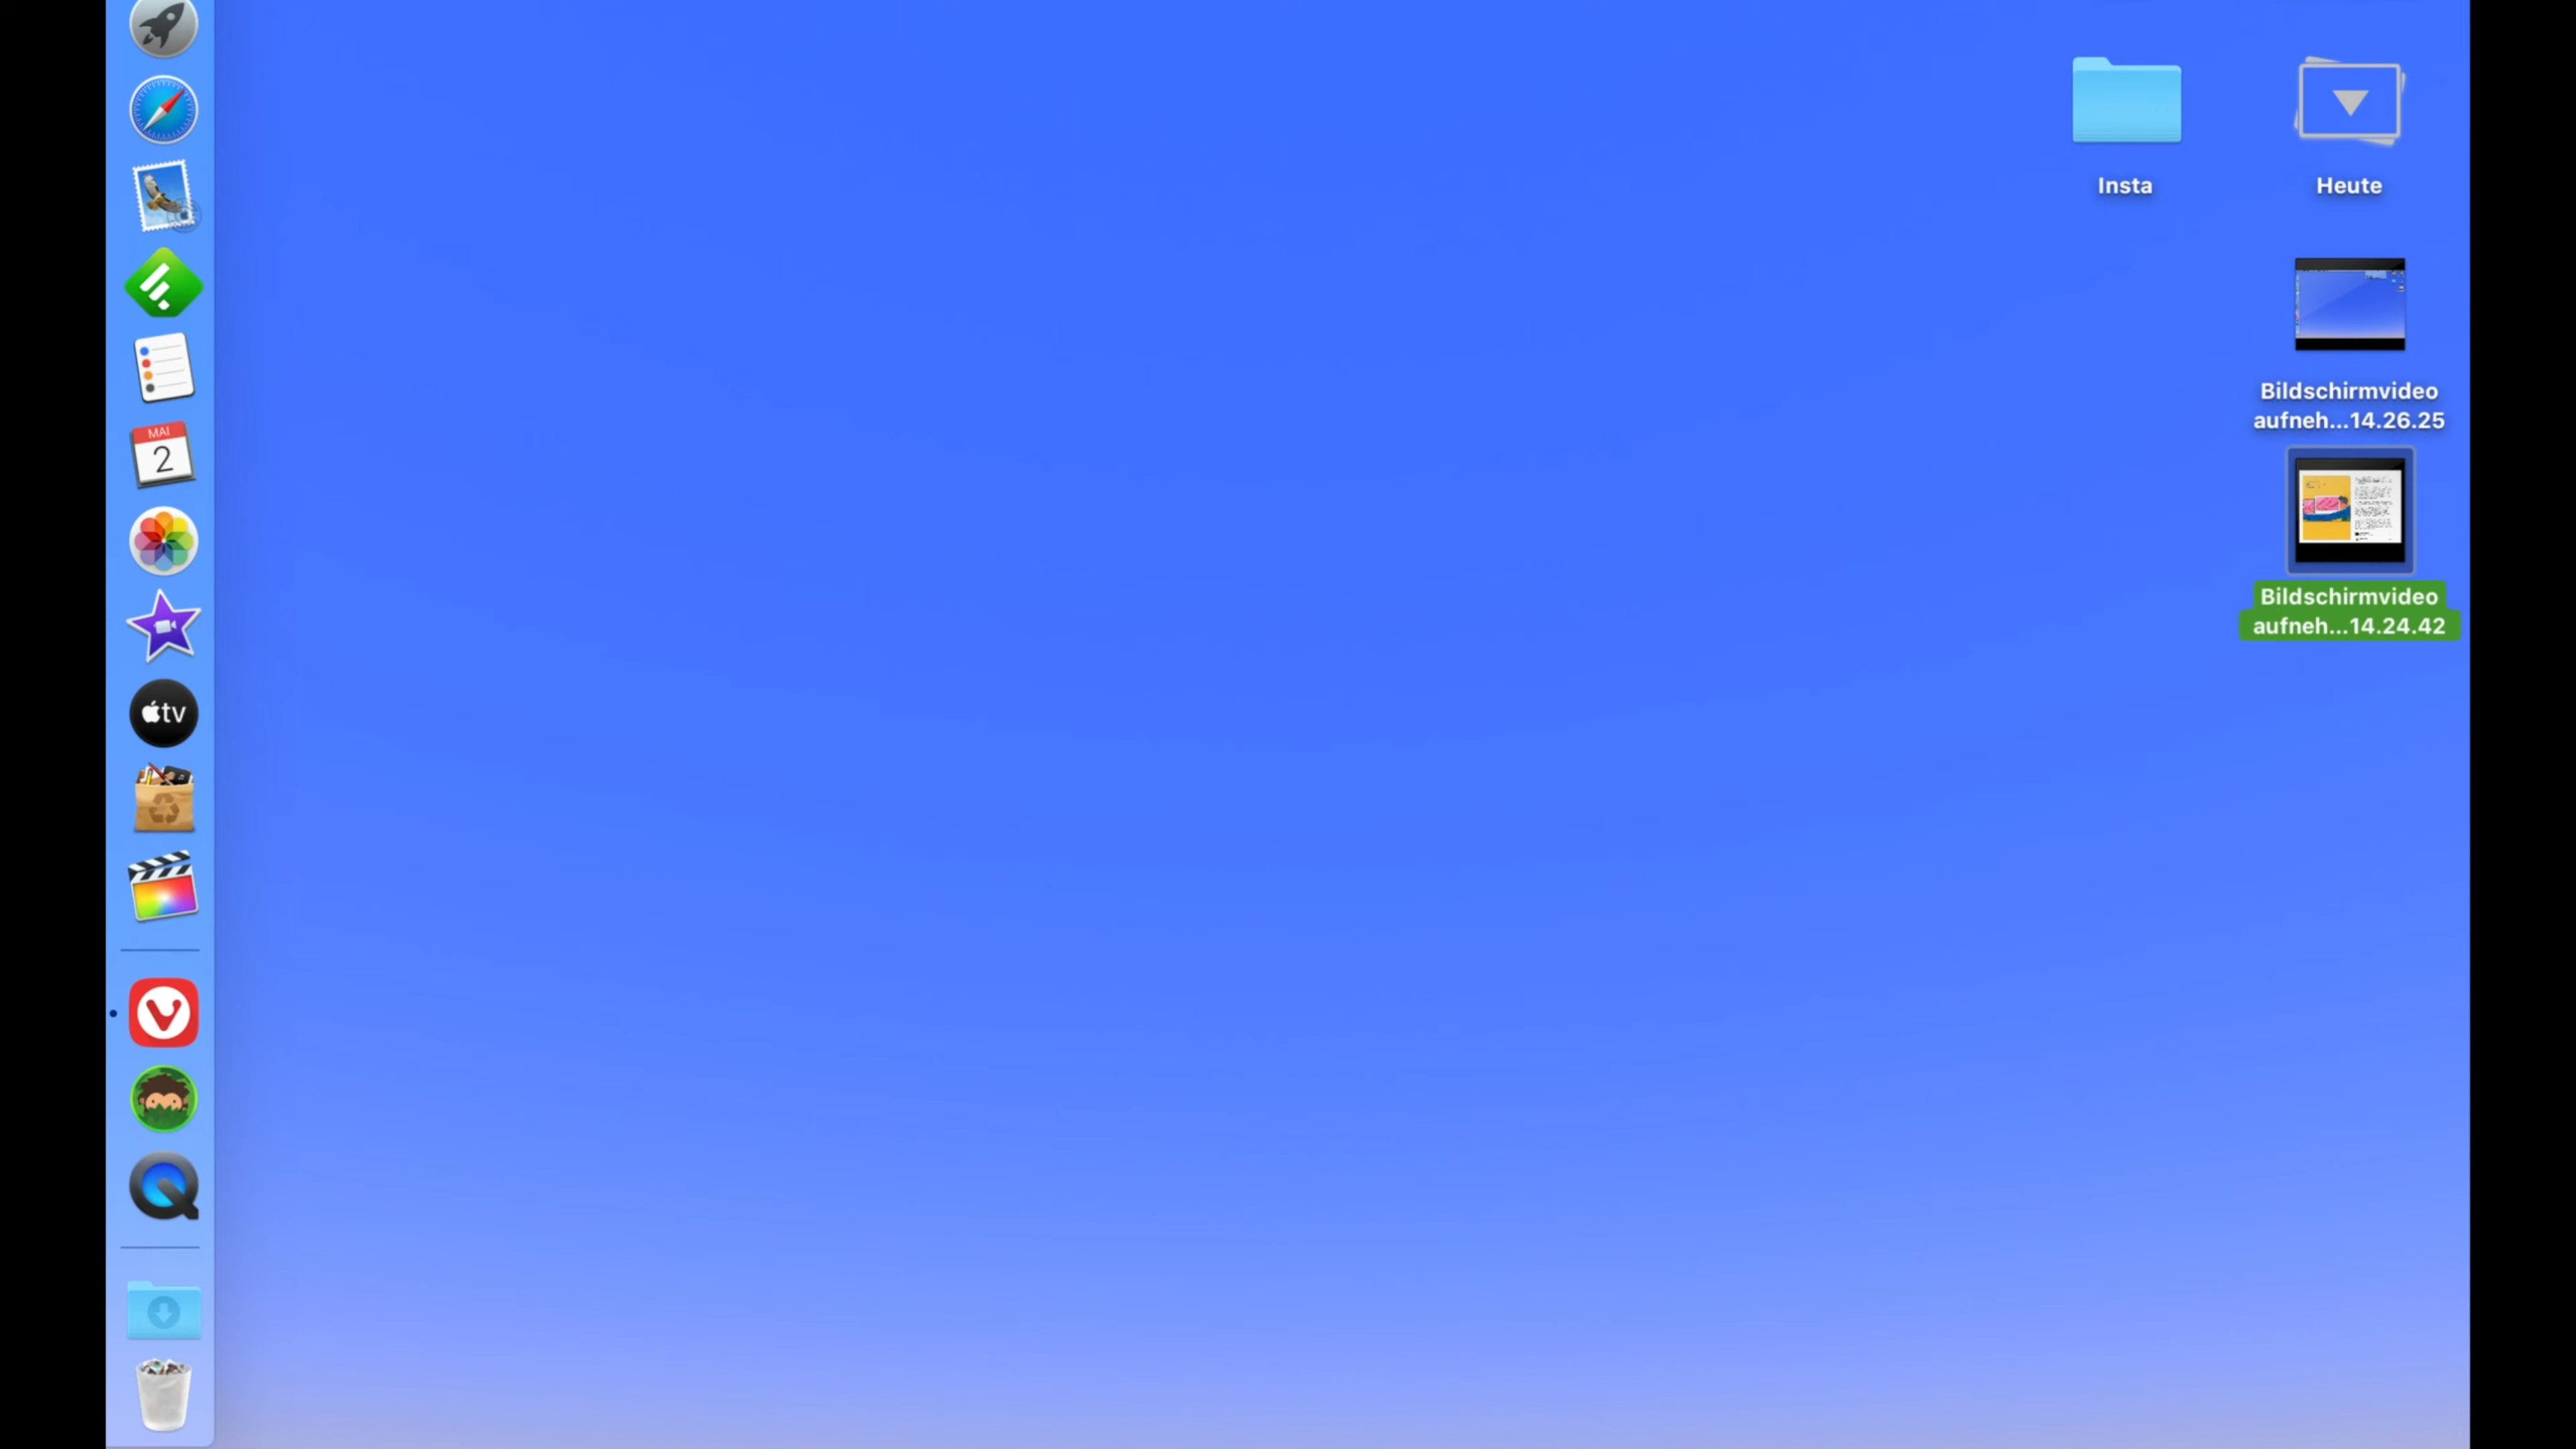 Insta
Heute
Bildschirmvideo
aufneh...14.26.25
Bildschirmvideo
aufneh...14.24.42
MAI
2
tv